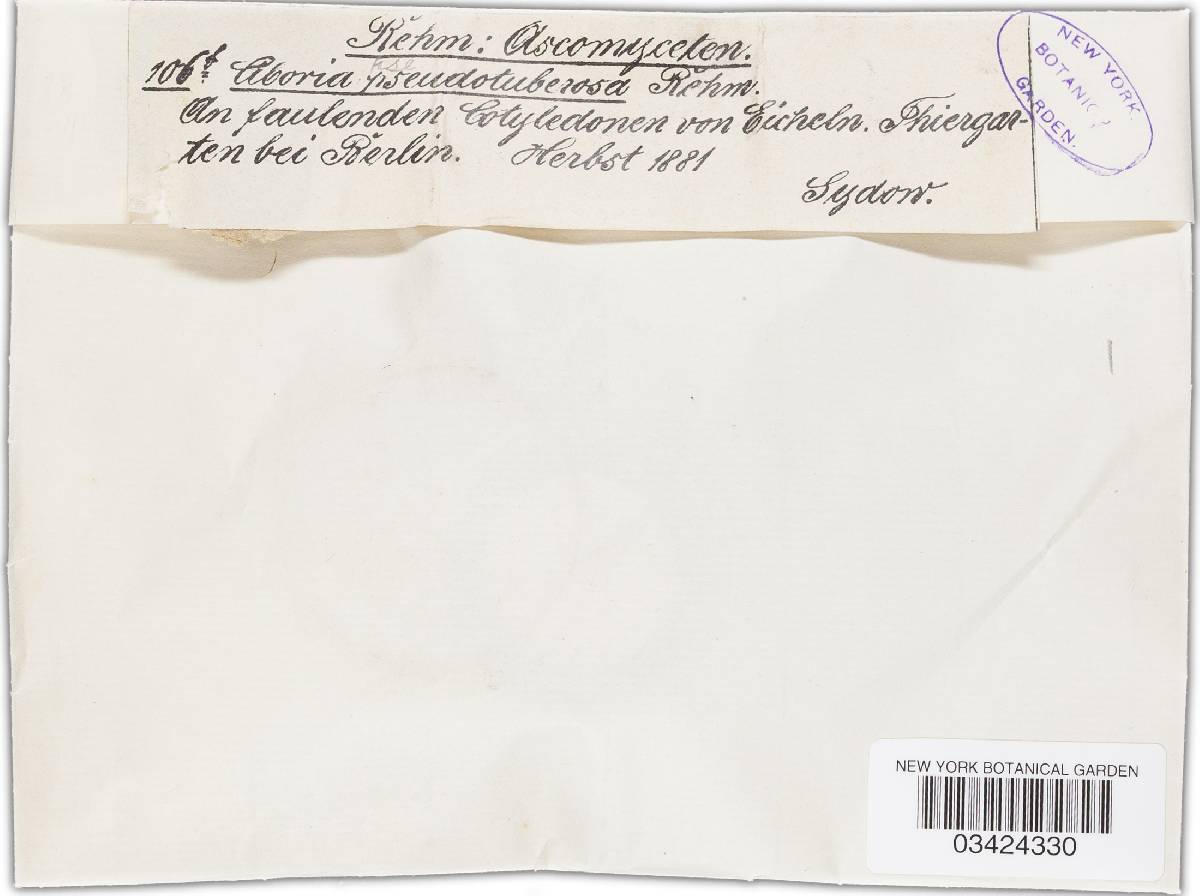 Rehm: Ascomyceten.
106b Ciboria pseudotuberosa Rehm.
An faulenden Cotyledonen von Eicheln. Thiergar-
ten bei Berlin. Herbst 1881
Sydow.
NEW YORK
BOTANICAL
GARDEN.
NEW YORK BOTANICAL GARDEN
03424330